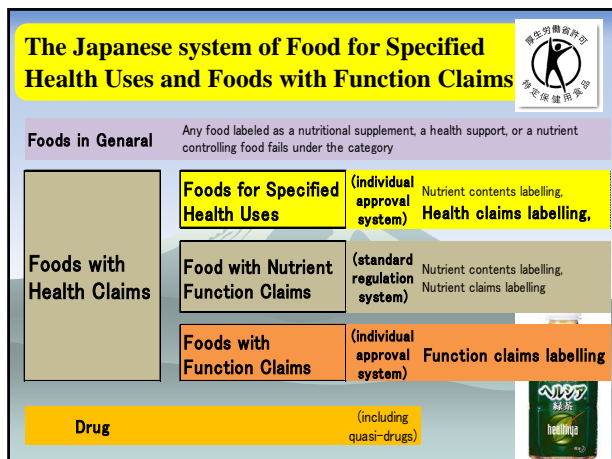 The Japanese system of Food for Specified
Health Uses and Foods with Function Claims
厚生労働省許可
特定保健用食品
Foods in Genaral
Any food labeled as a nutritional supplement, a health support, or a nutrient
controlling food fails under the category
Foods with
Health Claims
Foods for Specified
Health Uses
(individual
approval
system)
Nutrient contents labelling,
Health claims labelling,
Food with Nutrient
Function Claims
(standard
regulation
system)
Nutrient contents labelling,
Nutrient claims labelling
Foods with
Function Claims
(individual
approval
system)
Function claims labelling
Drug
(including
quasi-drugs)
ヘルシア
緑茶
healthya